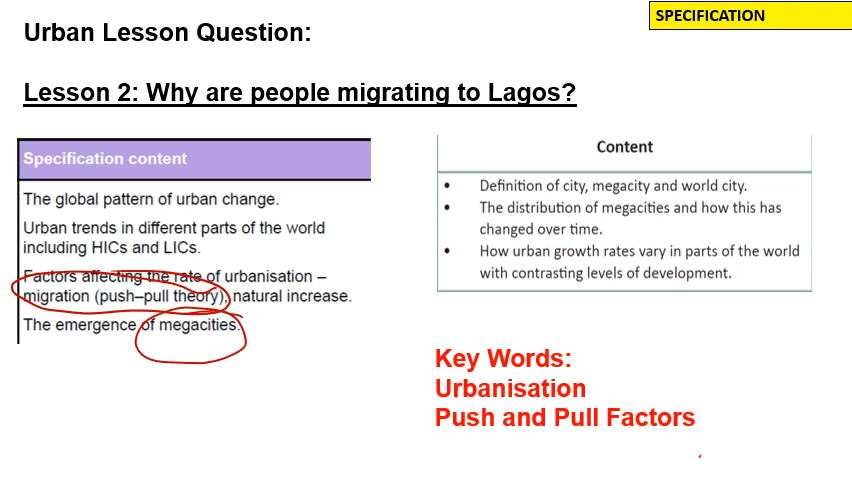 SPECIFICATION
Urban Lesson Question:
Lesson 2: Why are people migrating to Lagos?
Specification content
The global pattern of urban change.
Urban trends in different parts of the world
including HICs and LICs.
Factors affecting the rate of urbanisation –
migration (push–pull theory), natural increase.
The emergence of megacities.
Content
• Definition of city, megacity and world city.
• The distribution of megacities and how this has
changed over time.
• How urban growth rates vary in parts of the world
with contrasting levels of development.
Key Words:
Urbanisation
Push and Pull Factors